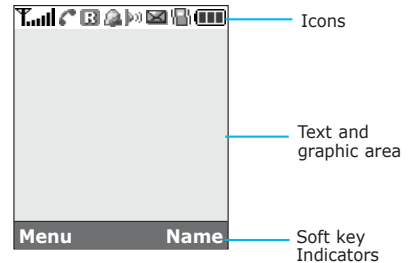 R
Icons
Text and
graphic area
Menu Name
Soft key
Indicators